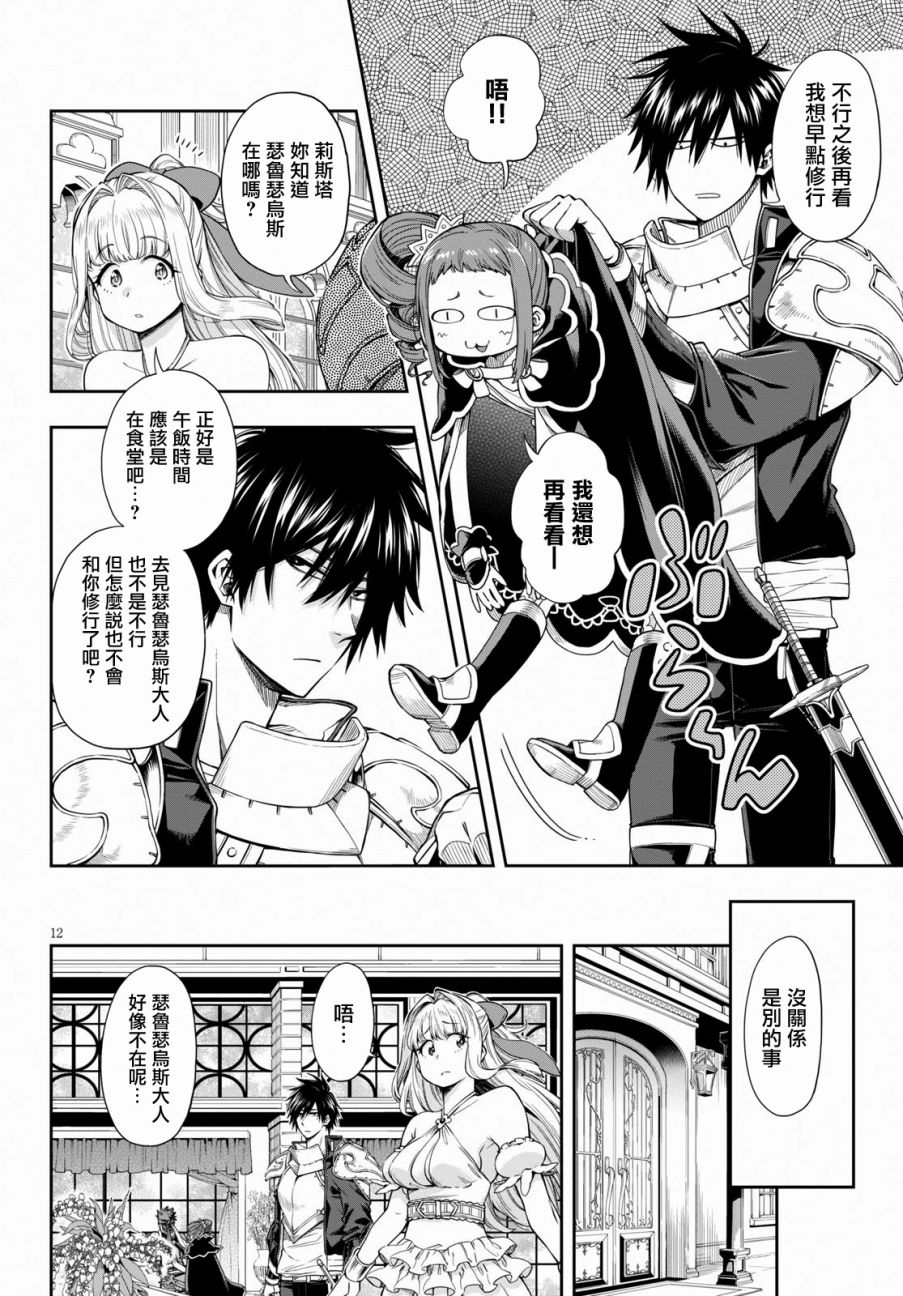 不行之後再看
我想早點修行
唔!!
我還想
再看看—
ぶ
ら
ぶ
ら
ん
莉斯塔
妳知道
瑟魯瑟烏斯
在哪嗎?
正好是
午飯時間
應該是
在食堂吧…?
去見瑟魯瑟烏斯大人
也不是不行
但怎麼說也不會
和你修行了吧?
沒關係
是別的事
唔…
瑟魯瑟烏斯大人
好像不在呢…
12